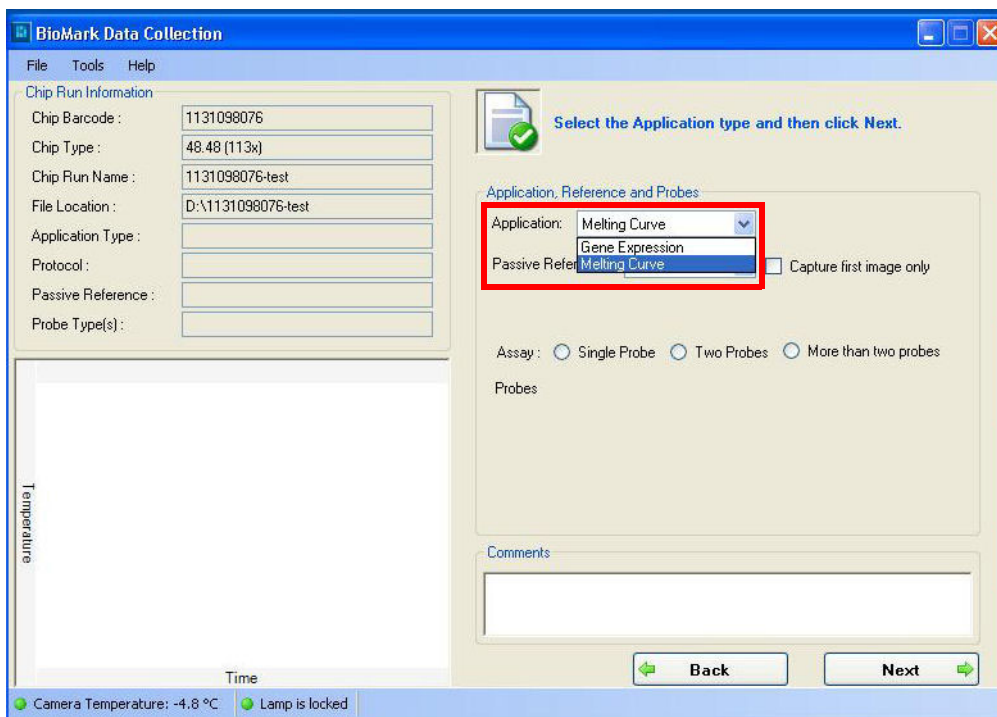 BioMark Data Collection
File Tools Help
Chip Run Information
Chip Barcode : 1131098076
Chip Type : 48.48 (113x)
Chip Run Name : 1131098076-test
File Location : D:\1131098076-test
Application Type :
Protocol :
Passive Reference :
Probe Type(s) :
Temperature
Time
Select the Application type and then click Next.
Application, Reference and Probes
Application: Melting Curve
Gene Expression
Passive Refer Melting Curve Capture first image only
Assay : Single Probe Two Probes More than two probes
Probes
Comments
Back Next
Camera Temperature: -4.8 ºC Lamp is locked